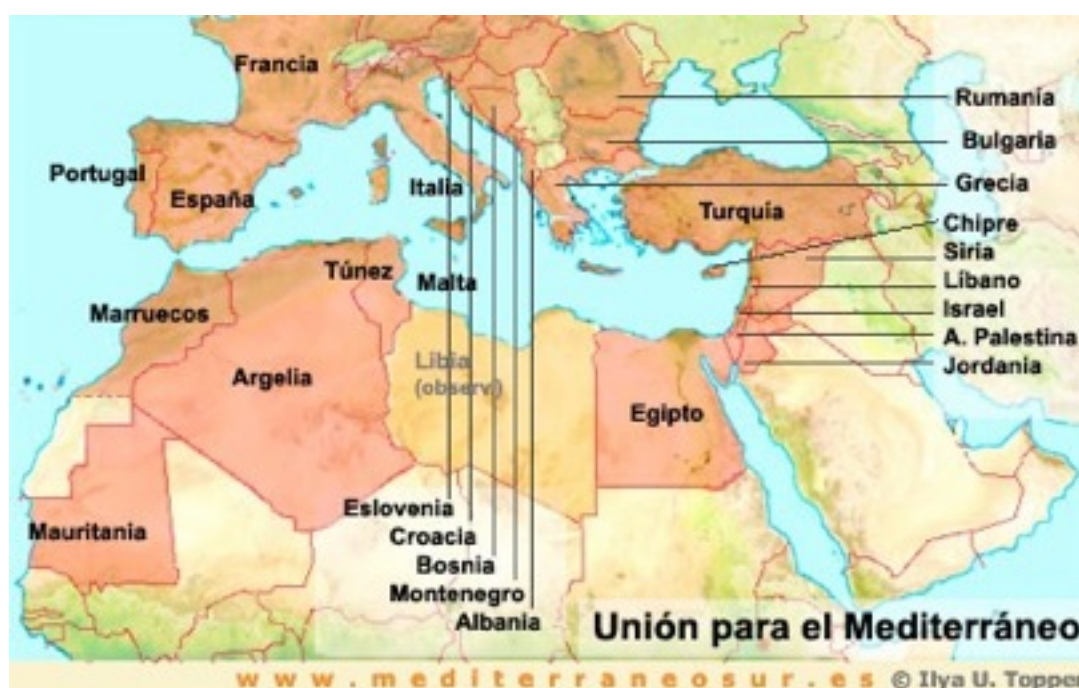 Francia
Rumanía
Bulgaria
Portugal
España
Italia
Grecia
Turquía
Chipre
Siria
Túnez
Malta
Líbano
Marruecos
Israel
A. Palestina
Libia
(observ.)
Jordania
Argelia
Egipto
Eslovenia
Mauritania
Croacia
Bosnia
Montenegro
Albania
Unión para el Mediterráneo
www.mediterraneosur.es © Ilya U. Topper